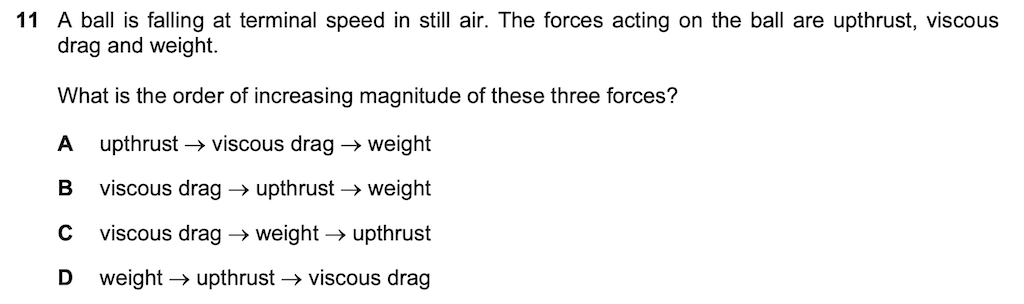 11 A ball is falling at terminal speed in still air. The forces acting on the ball are upthrust, viscous
drag and weight.
What is the order of increasing magnitude of these three forces?
A upthrust → viscous drag → weight
B viscous drag → upthrust → weight
C viscous drag → weight → upthrust
D weight → upthrust → viscous drag